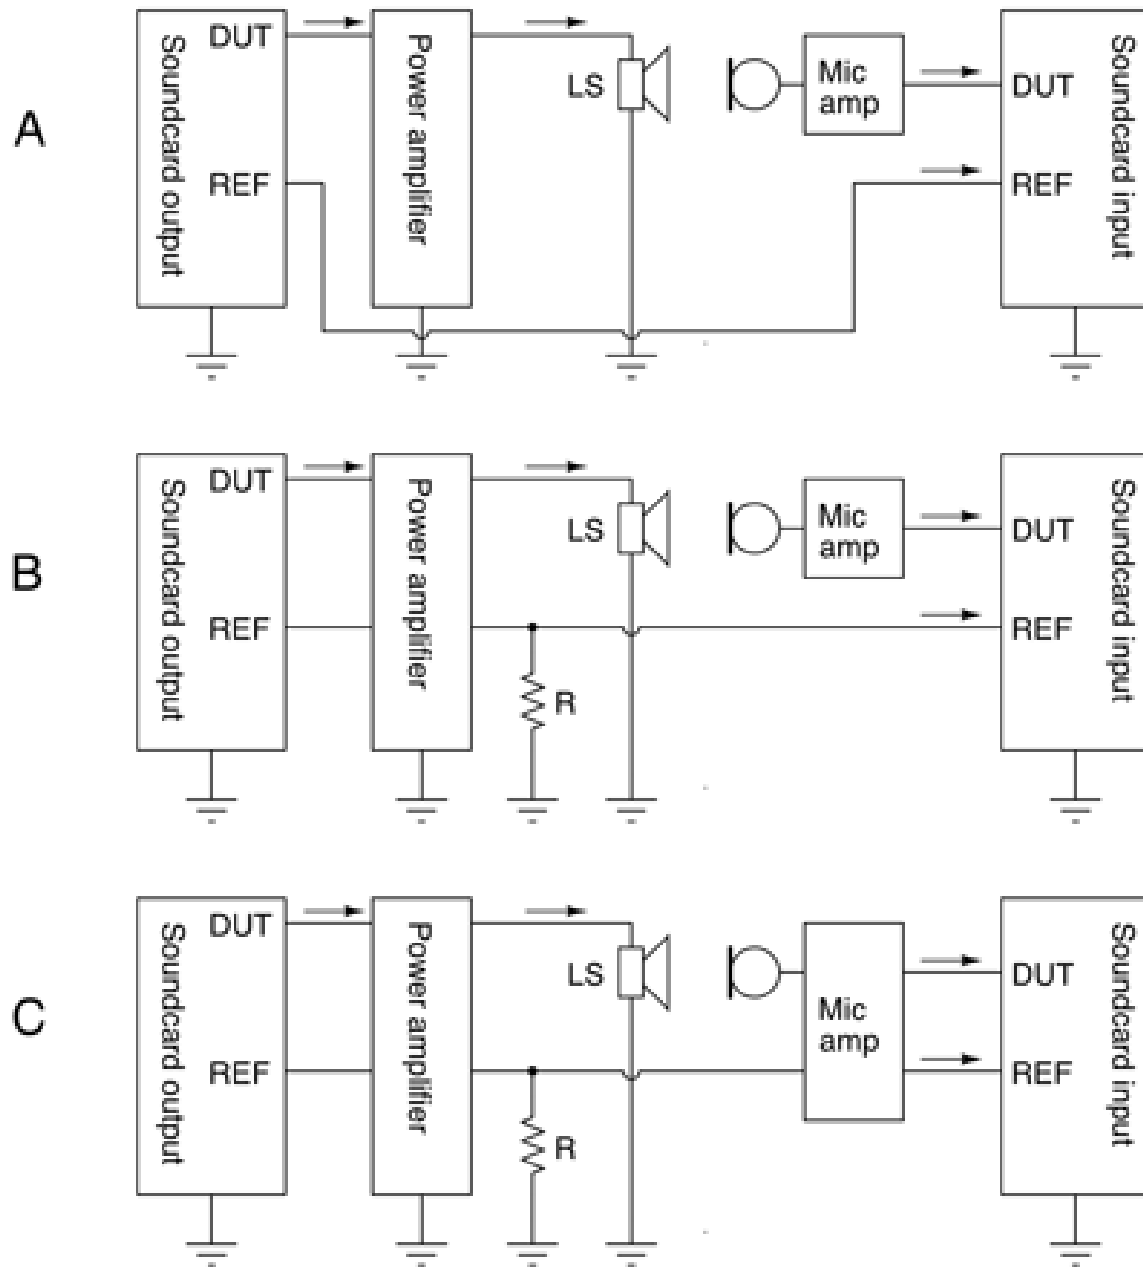 A
Soundcard output
DUT
REF
Power amplifier
LS
Mic
amp
DUT
REF
Soundcard input
B
Soundcard output
DUT
REF
Power amplifier
R
LS
Mic
amp
DUT
REF
Soundcard input
C
Soundcard output
DUT
REF
Power amplifier
R
LS
Mic
amp
DUT
REF
Soundcard input